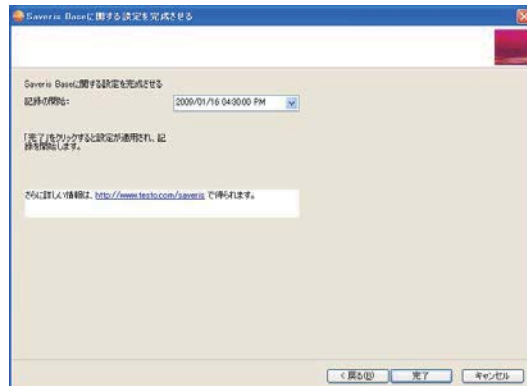 Saveris Baseに関する設定を完成させる
Saveris Baseに関する設定を完成させる
記録の開始: 2009/01/16 04:30:00 PM
「完了」をクリックすると設定が適用され、記
録を開始します。
さらに詳しい情報は、http://www.testo.com/saveris で得られます。
< 戻る(B) 完了 キャンセル